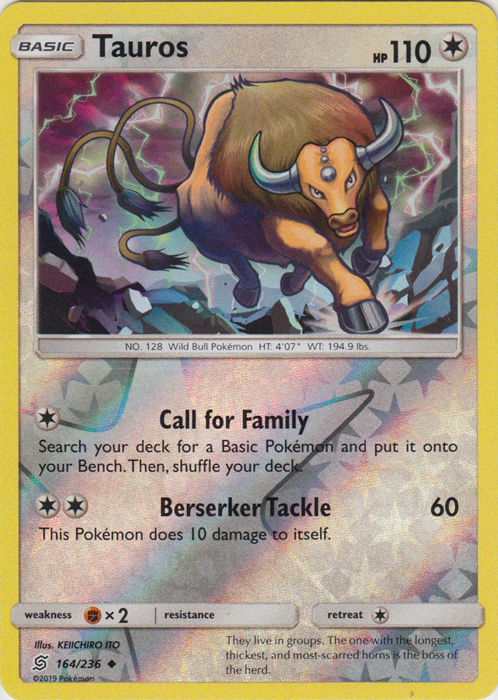 BASIC Tauros HP 110
NO. 128 Wild Bull Pokémon HT: 4'07" WT: 194.9 lbs.
Call for Family
Search your deck for a Basic Pokémon and put it onto
your Bench. Then, shuffle your deck.
Berserker Tackle 60
This Pokémon does 10 damage to itself.
weakness × 2 resistance retreat
Illus. KEIICHIRO ITO
164/236
©2019 Pokémon
They live in groups. The one with the longest,
thickest, and most-scarred horns is the boss of
the herd.